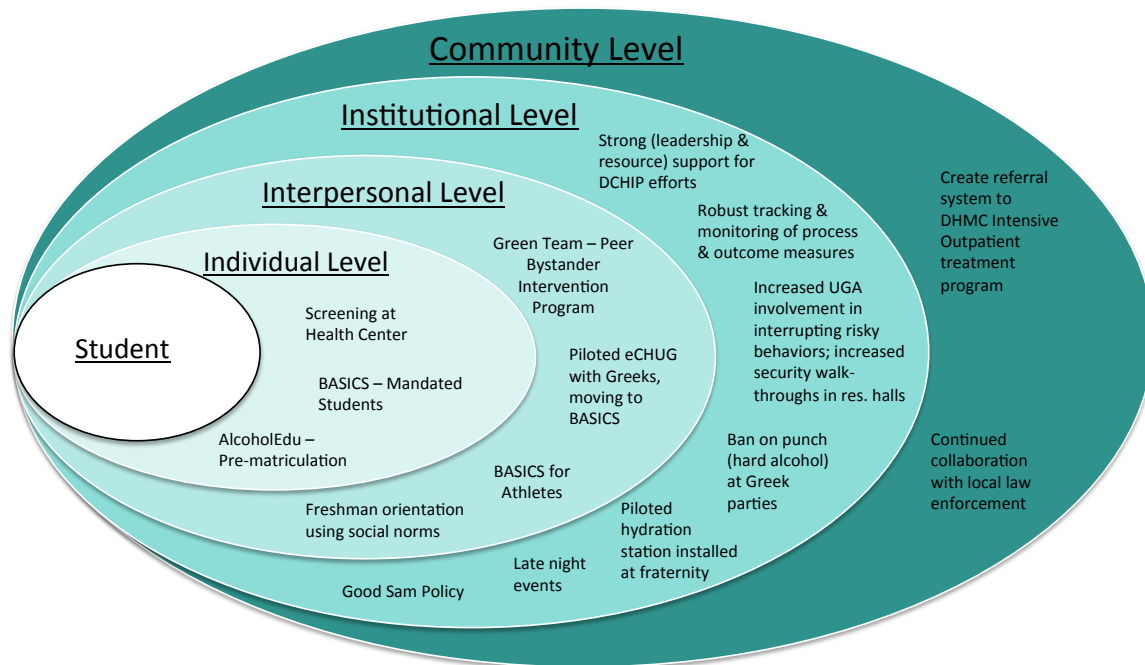 Community Level
Institutional Level
Strong (leadership &
resource) support for
DCHIP efforts
Create referral
system to
DHMC Intensive
Outpatient
treatment
program
Interpersonal Level
Robust tracking &
monitoring of process
& outcome measures
Green Team – Peer
Bystander
Intervention
Program
Individual Level
Increased UGA
involvement in
interrupting risky
behaviors; increased
security walk-
throughs in res. halls
Screening at
Health Center
Student
Piloted eCHUG
with Greeks,
moving to
BASICS
BASICS – Mandated
Students
AlcoholEdu –
Pre-matriculation
Ban on punch
(hard alcohol)
at Greek
parties
Continued
collaboration
with local law
enforcement
BASICS for
Athletes
Freshman orientation
using social norms
Piloted
hydration
station installed
at fraternity
Late night
events
Good Sam Policy